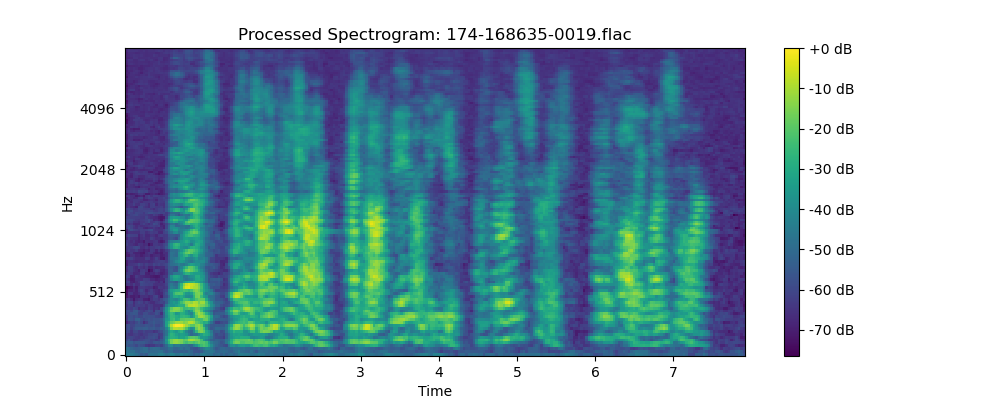 Processed Spectrogram: 174-168635-0019.flac
Hz
4096
2048
1024
512
0
0 1 2 3 4 5 6 7
Time
+0 dB
-10 dB
-20 dB
-30 dB
-40 dB
-50 dB
-60 dB
-70 dB